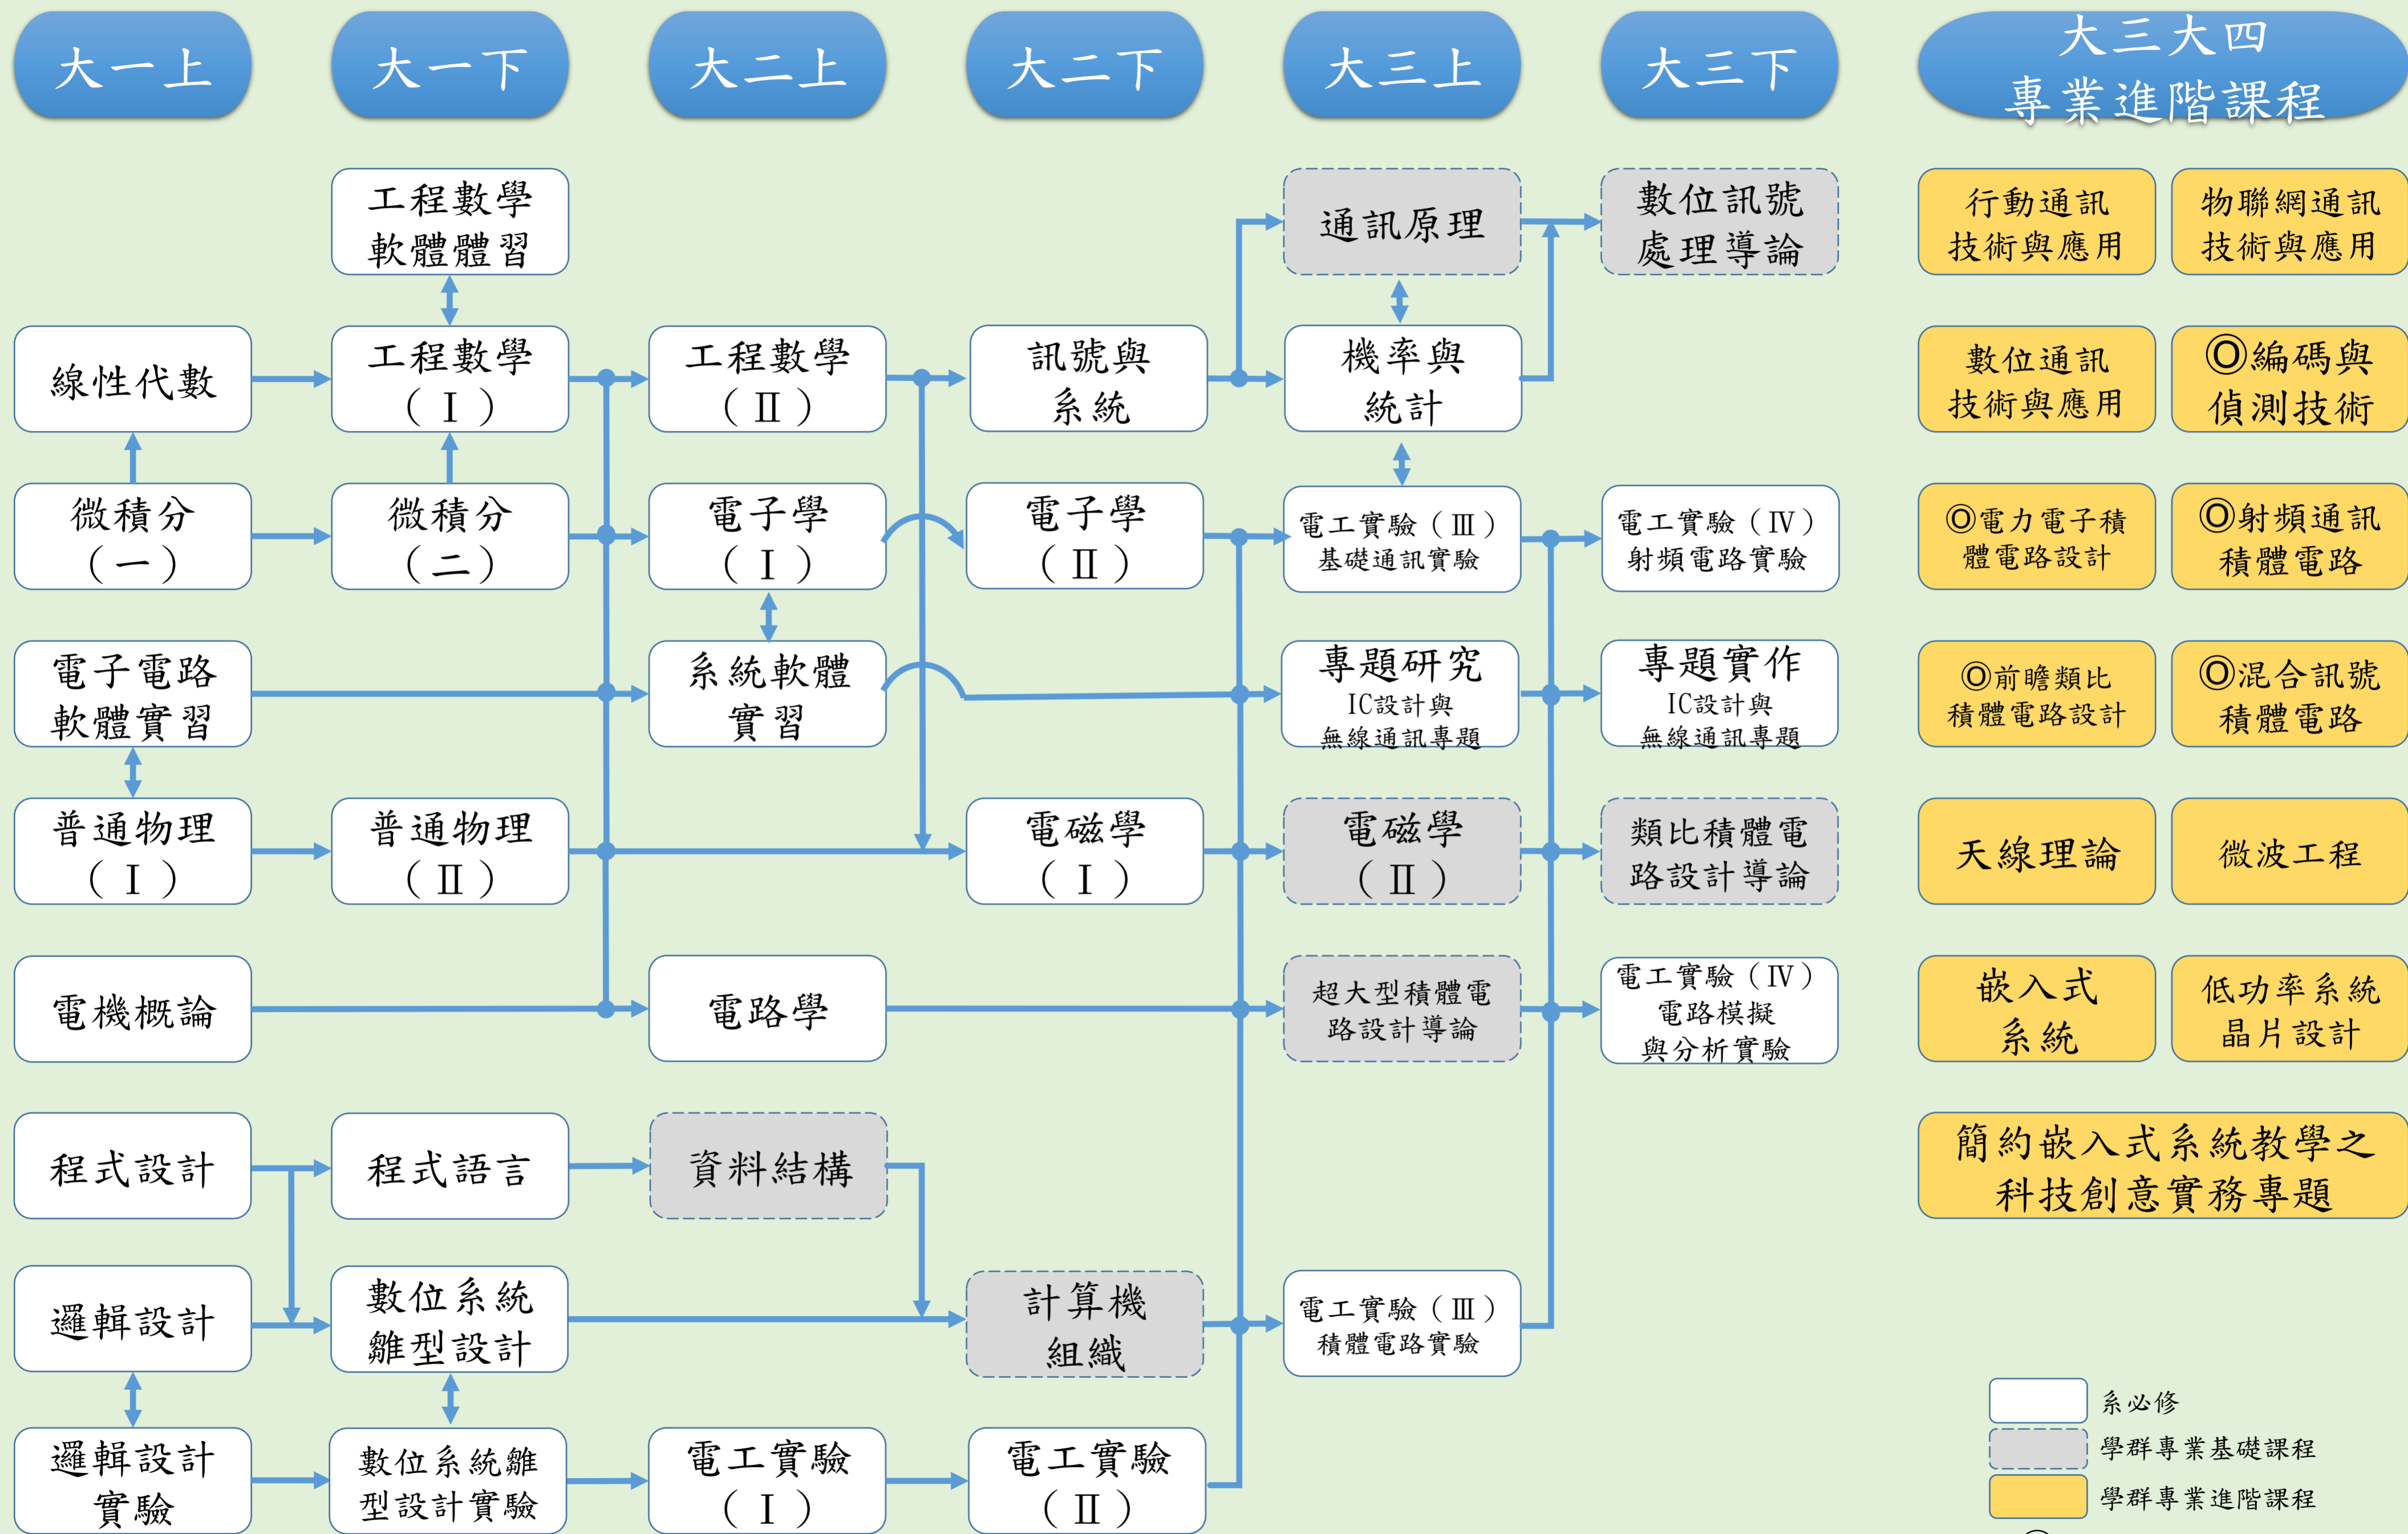 大一上
大一下
大二上
大二下
大三上
大三下
大三大四
專業進階課程
工程數學
軟體體習
通訊原理
數位訊號
處理導論
行動通訊
技術與應用
物聯網通訊
技術與應用
線性代數
工程數學
（Ⅰ）
工程數學
（Ⅱ）
訊號與
系統
機率與
統計
數位通訊
技術與應用
◎編碼與
偵測技術
微積分
（一）
微積分
（二）
電子學
（Ⅰ）
電子學
（Ⅱ）
電工實驗（Ⅲ）
基礎通訊實驗
電工實驗（Ⅳ）
射頻電路實驗
◎電力電子積
體電路設計
◎射頻通訊
積體電路
電子電路
軟體實習
系統軟體
實習
專題研究
IC設計與
無線通訊專題
專題實作
IC設計與
無線通訊專題
◎前瞻類比
積體電路設計
◎混合訊號
積體電路
普通物理
（Ⅰ）
普通物理
（Ⅱ）
電磁學
（Ⅰ）
電磁學
（Ⅱ）
類比積體電
路設計導論
天線理論
微波工程
電機概論
電路學
超大型積體電
路設計導論
電工實驗（Ⅳ）
電路模擬
與分析實驗
嵌入式
系統
低功率系統
晶片設計
程式設計
程式語言
資料結構
簡約嵌入式系統教學之
科技創意實務專題
邏輯設計
數位系統
雛型設計
計算機
組織
電工實驗（Ⅲ）
積體電路實驗
邏輯設計
實驗
數位系統雛
型設計實驗
電工實驗
（Ⅰ）
電工實驗
（Ⅱ）
系必修
學群專業基礎課程
學群專業進階課程